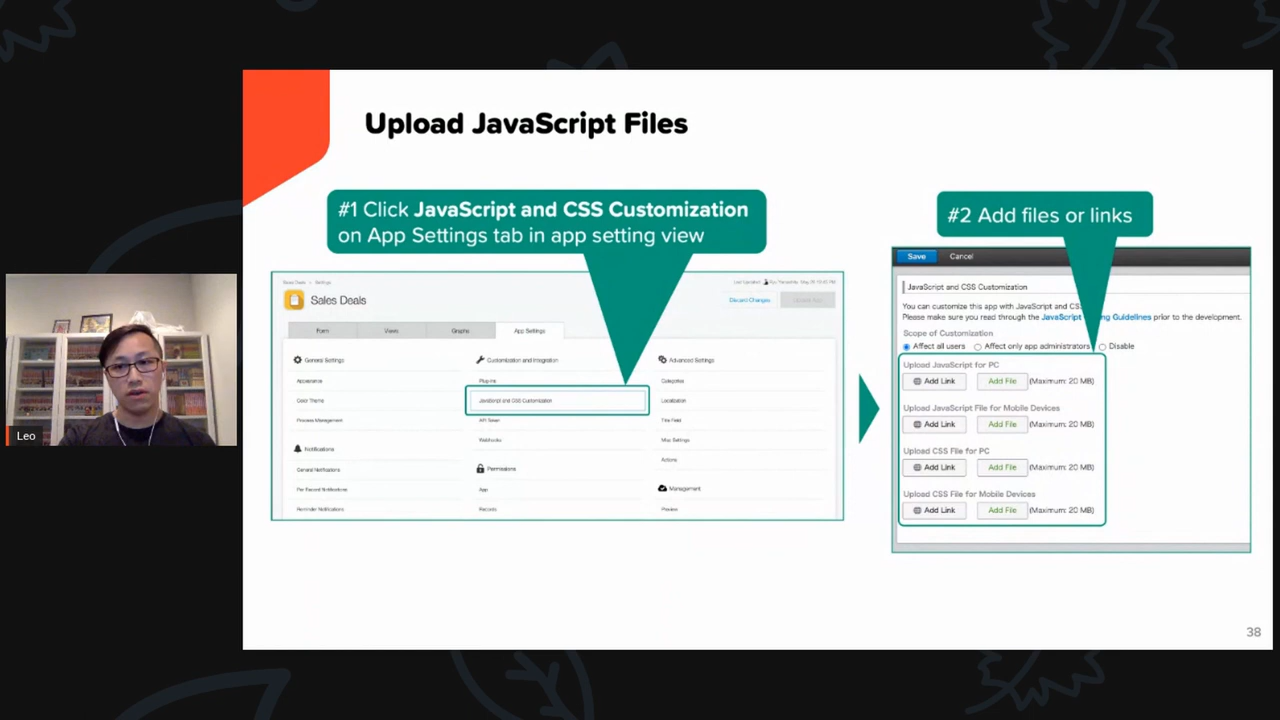 Upload JavaScript Files
#1 Click JavaScript and CSS Customization
on App Settings tab in app setting view
#2 Add files or links
Sales Deals > Settings
Sales Deals
Discard Changes
Form Views Graphs App Settings
General Settings
Appearance
Color Theme
Process Management
Notifications
General Notifications
Per Record Notifications
Reminder Notifications
Customization and Integration
Plug-ins
JavaScript and CSS Customization
API Token
Webhooks
Permissions
App
Records
Advanced Settings
Categories
Localization
Title Field
Misc Settings
Actions
Management
Preview
Save Cancel
JavaScript and CSS Customization
You can customize this app with JavaScript and CSS
Please make sure you read through the JavaScript Guidelines prior to the development.
Scope of Customization
Affect all users Affect only app administrators Disable
Upload JavaScript for PC
Add Link Add File (Maximum: 20 MB)
Upload JavaScript File for Mobile Devices
Add Link Add File (Maximum: 20 MB)
Upload CSS File for PC
Add Link Add File (Maximum: 20 MB)
Upload CSS File for Mobile Devices
Add Link Add File (Maximum: 20 MB)
Leo
38